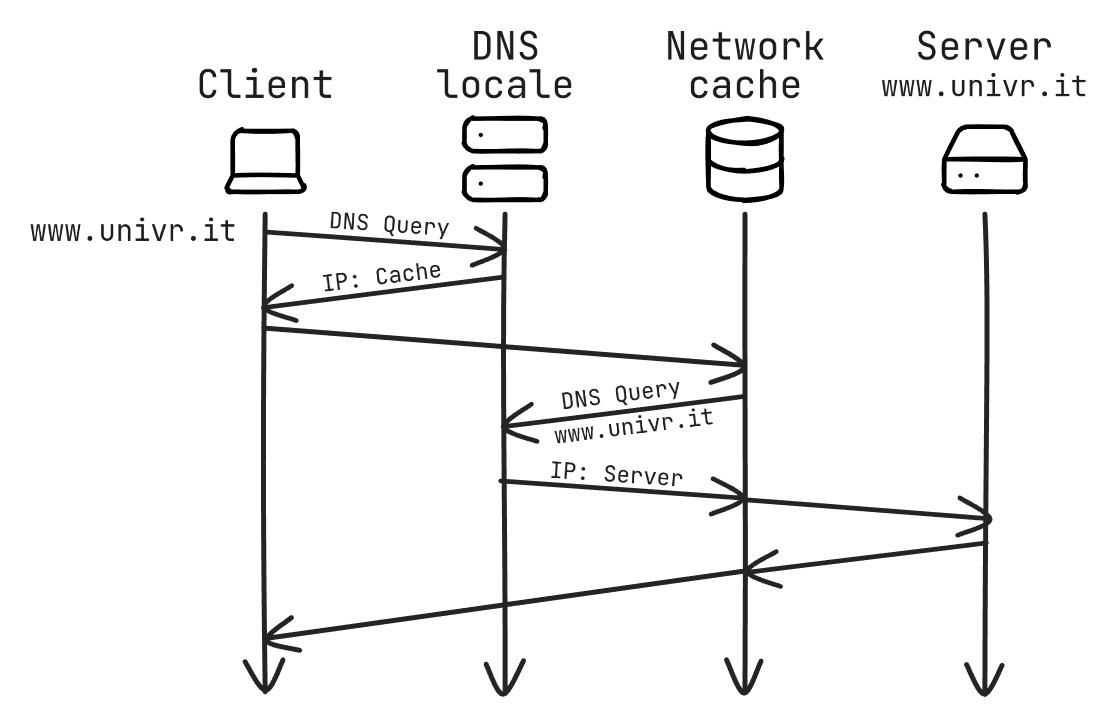 Client
DNS
locale
Network
cache
Server
www.univr.it
www.univr.it
DNS Query
IP: Cache
DNS Query
www.univr.it
IP: Server